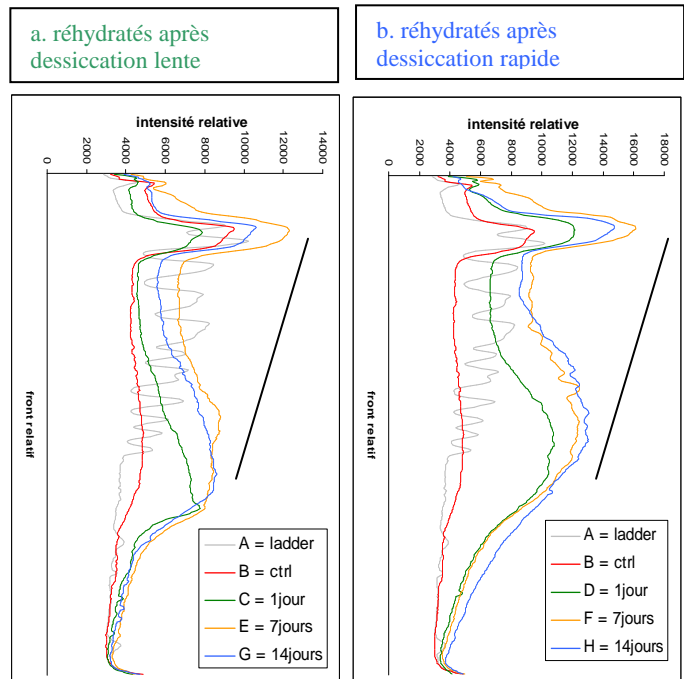 a. réhydratés après
dessiccation lente
b. réhydratés après
dessiccation rapide
intensité relative
0 2000 4000 6000 8000 10000 12000 14000
front relatif
A = ladder
B = ctrl
C = 1jour
E = 7jours
G = 14jours
intensité relative
0 2000 4000 6000 8000 10000 12000 14000 16000 18000
front relatif
A = ladder
B = ctrl
D = 1jour
F = 7jours
H = 14jours